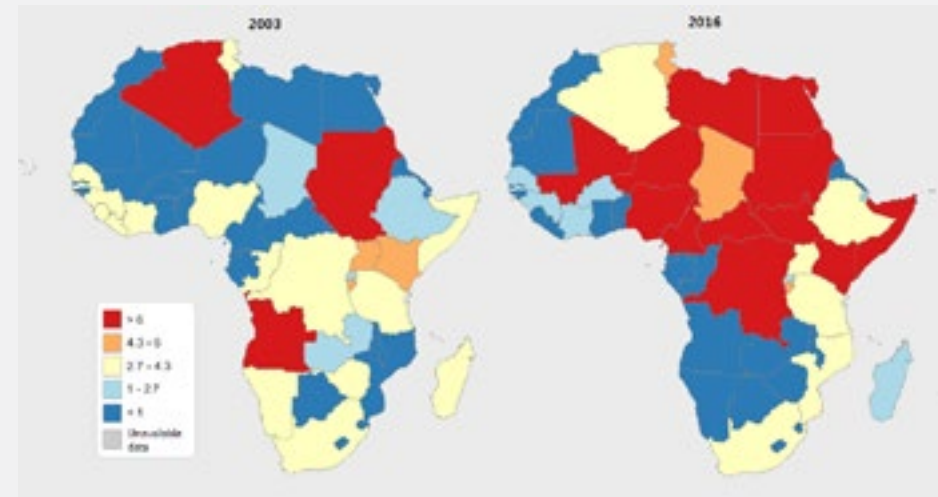 2003
2016
> 6
4.3 - 6
2.7 - 4.3
1 - 2.7
< 1
Unavailable
data